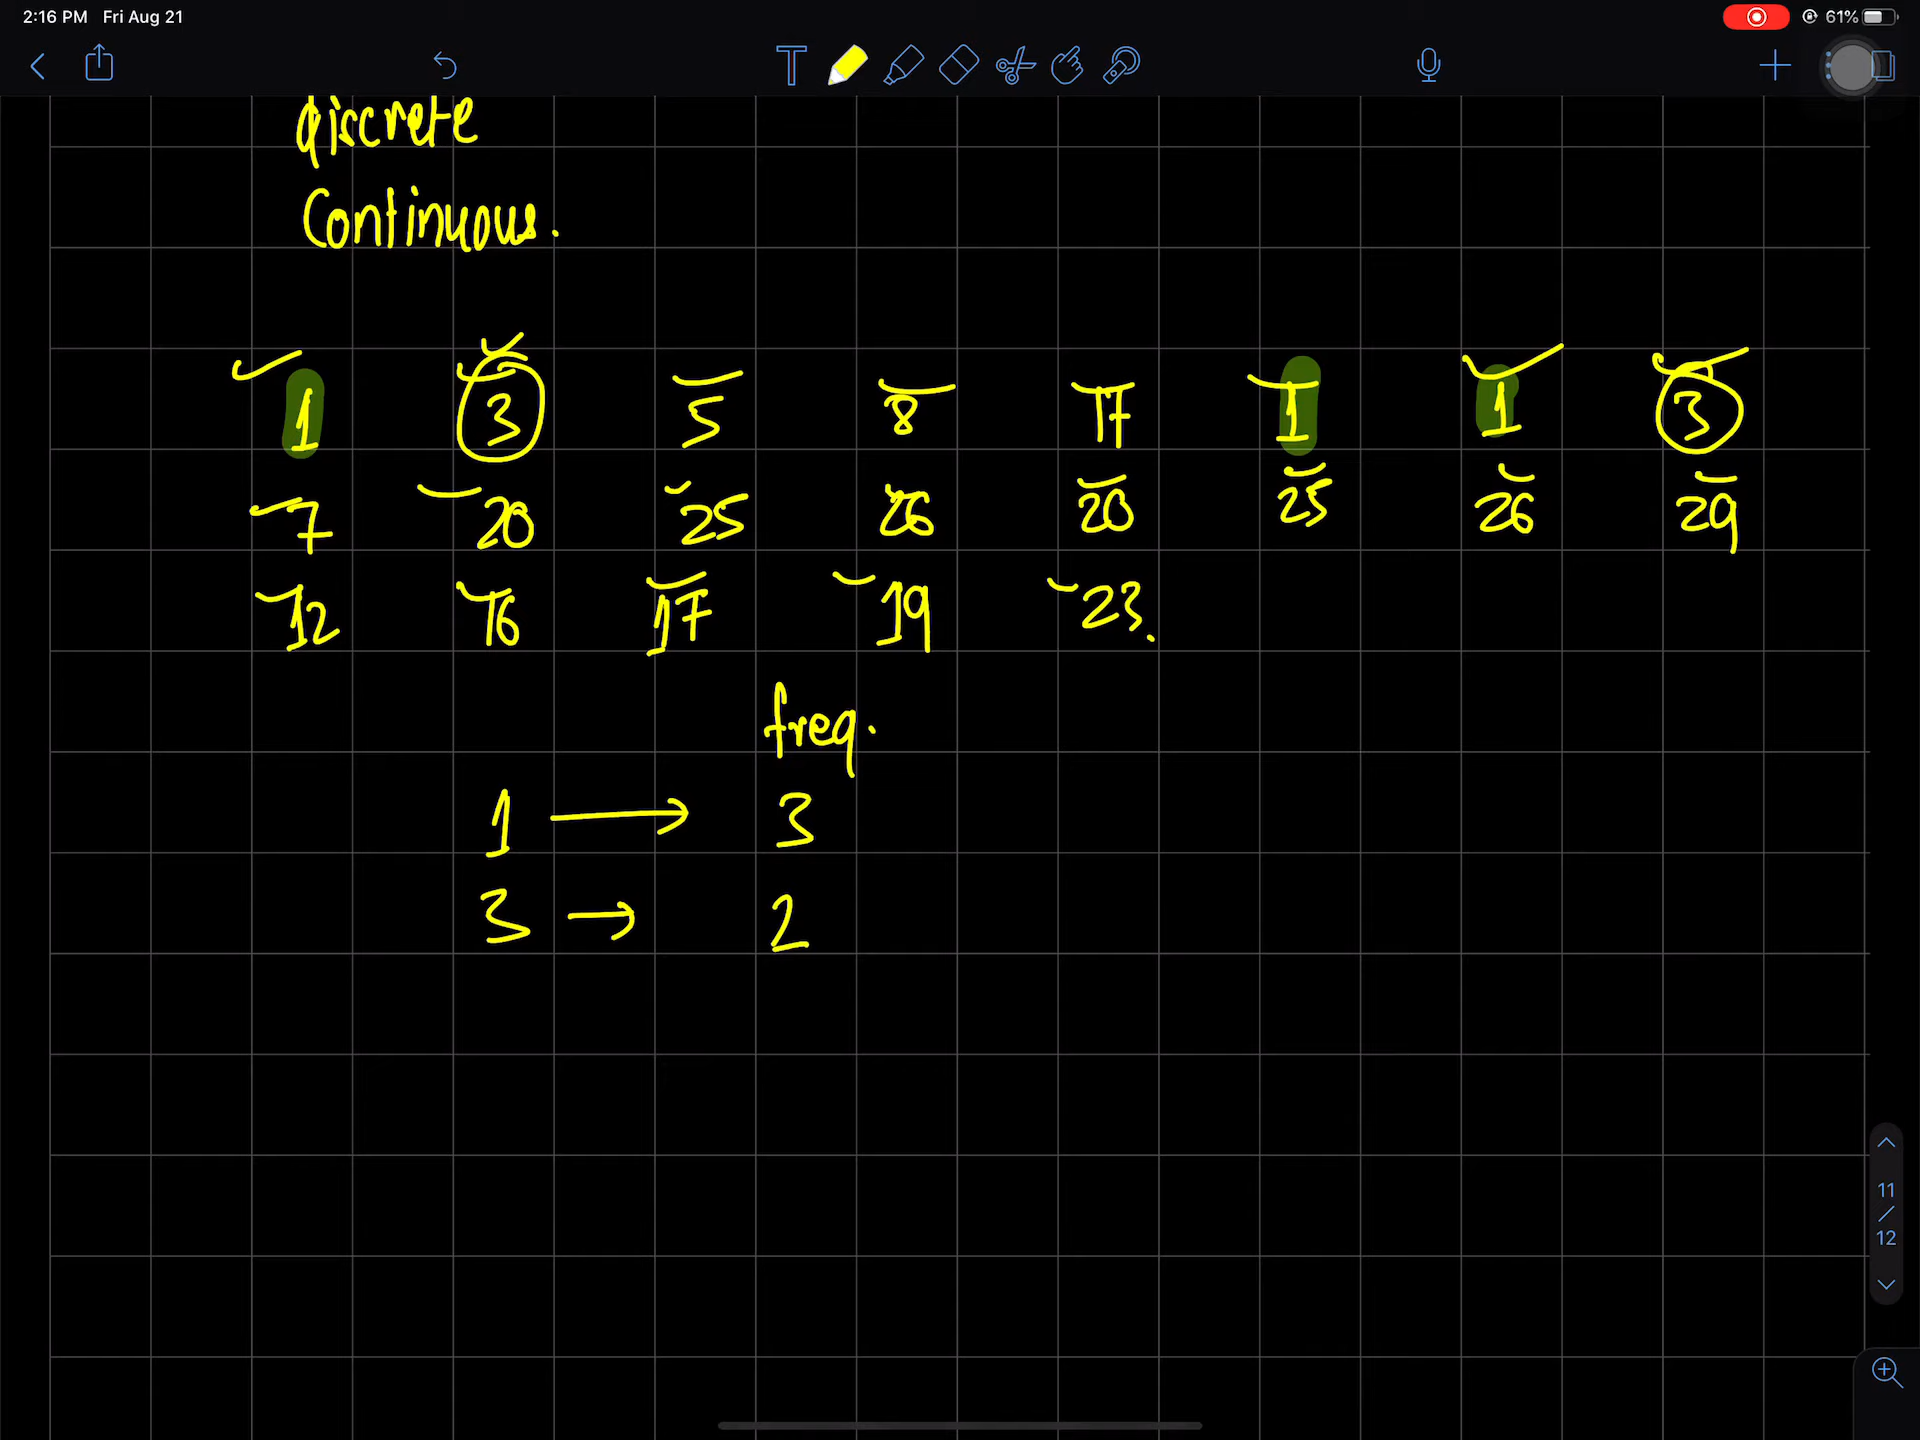 2:16 PM Fri Aug 21
61%
T
discrete
Continuous.
1 3 5 8 17 1 1 3
7 20 25 26 20 25 26 29
12 16 17 19 23.
freq.
1 → 3
3 → 2
11
/
12